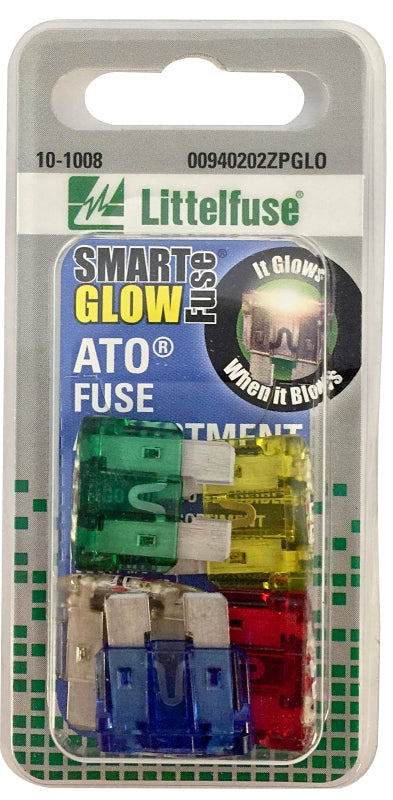 10-1008 00940202ZPGLO
Littelfuse®
SMART
GLOW
Fuse
It Glows
When it Blows
ATO®
FUSE